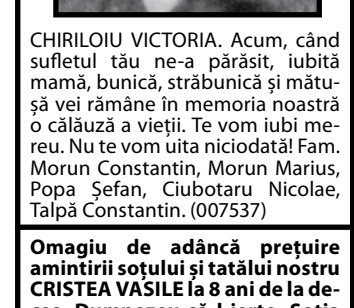 CHIRILOIU VICTORIA. Acum, când
sufletul tău ne-a părăsit, iubită
mamă, bunică, străbunică și mătu-
șă vei rămâne în memoria noastră
o călăuză a vieții. Te vom iubi me-
reu. Nu te vom uita niciodată! Fam.
Morun Constantin, Morun Marius,
Popa Șefan, Ciubotaru Nicolae,
Talpă Constantin. (007537)
Omagiu de adâncă prețuire
amintirii soțului și tatălui nostru
CRISTEA VASILE la 8 ani de la de-